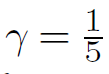 γ = 1/5